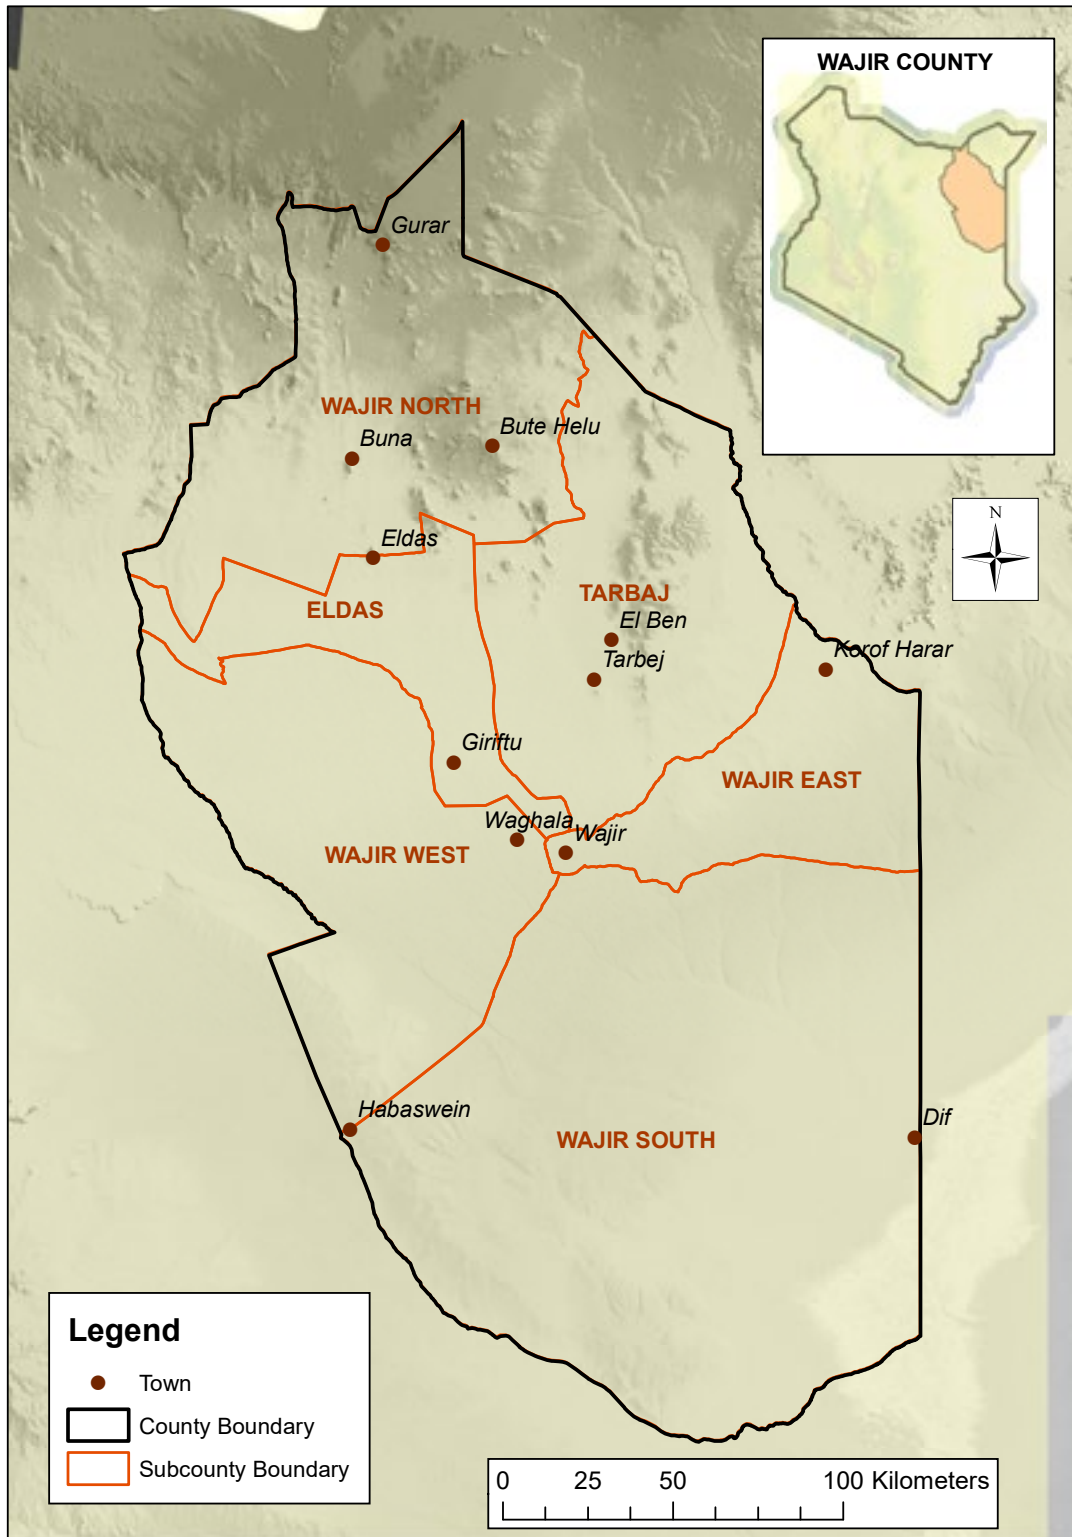 WAJIR COUNTY
Gurar
WAJIR NORTH
Buna
Bute Helu
N
Eldas
ELDAS
TARBAJ
El Ben
Tarbej
Korof Harar
Giriftu
WAJIR EAST
Waghala
Wajir
WAJIR WEST
Habaswein
Dif
WAJIR SOUTH
Legend
Town
County Boundary
Subcounty Boundary
0 25 50 100 Kilometers